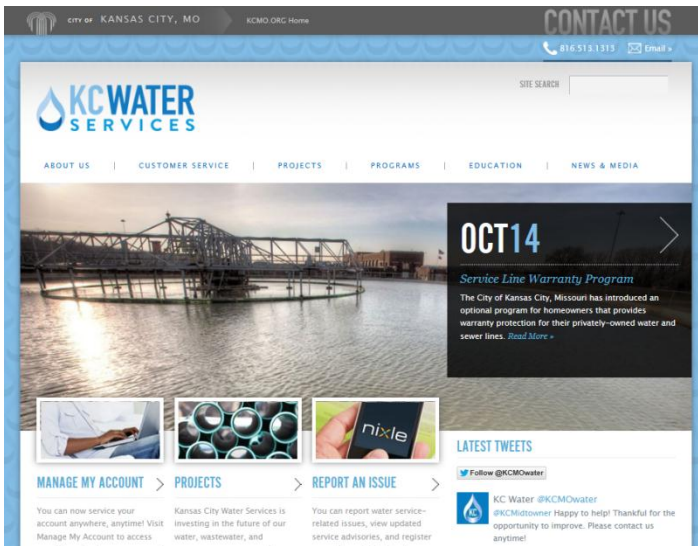 CITY OF KANSAS CITY, MO
KCMO.ORG Home
CONTACT US
816.513.1313 Email »
SITE SEARCH
KCWATER
SERVICES
ABOUT US | CUSTOMER SERVICE | PROJECTS | PROGRAMS | EDUCATION | NEWS & MEDIA
OCT14
Service Line Warranty Program
The City of Kansas City, Missouri has introduced an
optional program for homeowners that provides
warranty protection for their privately-owned water and
sewer lines. Read More »
nixle
MANAGE MY ACCOUNT
You can now service your
account anywhere, anytime! Visit
Manage My Account to access
PROJECTS
Kansas City Water Services is
investing in the future of our
water, wastewater, and
REPORT AN ISSUE
You can report water service-
related issues, view updated
service advisories, and register
LATEST TWEETS
Follow @KCMOwater
KC Water @KCMOwater
@KCMidtowner Happy to help! Thankful for the
opportunity to improve. Please contact us
anytime!